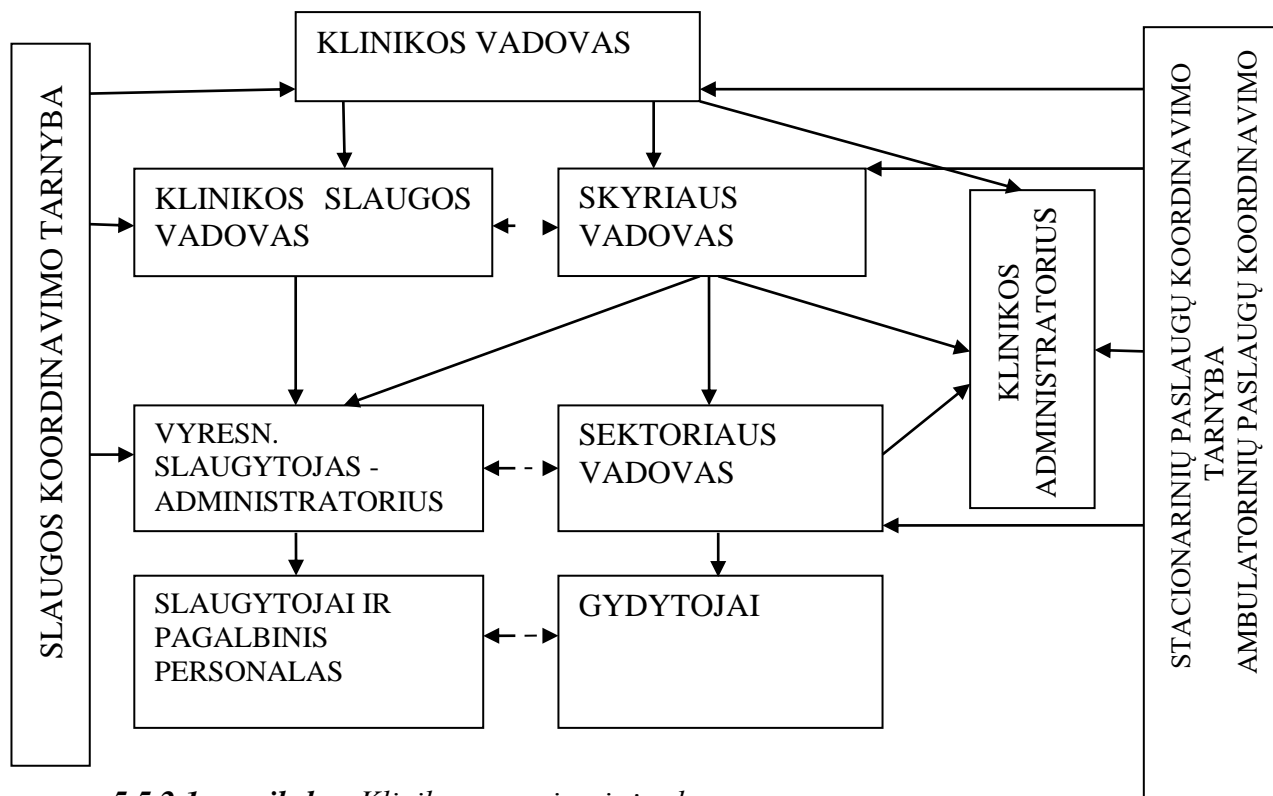 KLINIKOS VADOVAS
SLAUGOS KOORDINAVIMO TARNYBA
KLINIKOS SLAUGOS
VADOVAS
SKYRIAUS
VADOVAS
KLINIKOS
ADMINISTRATORIUS
STACIONARINIŲ PASLAUGŲ KOORDINAVIMO
TARNYBA
AMBULATORINIŲ PASLAUGŲ KOORDINAVIMO
VYRESN.
SLAUGYTOJAS -
ADMINISTRATORIUS
SEKTORIAUS
VADOVAS
SLAUGYTOJAI IR
PAGALBINIS
PERSONALAS
GYDYTOJAI